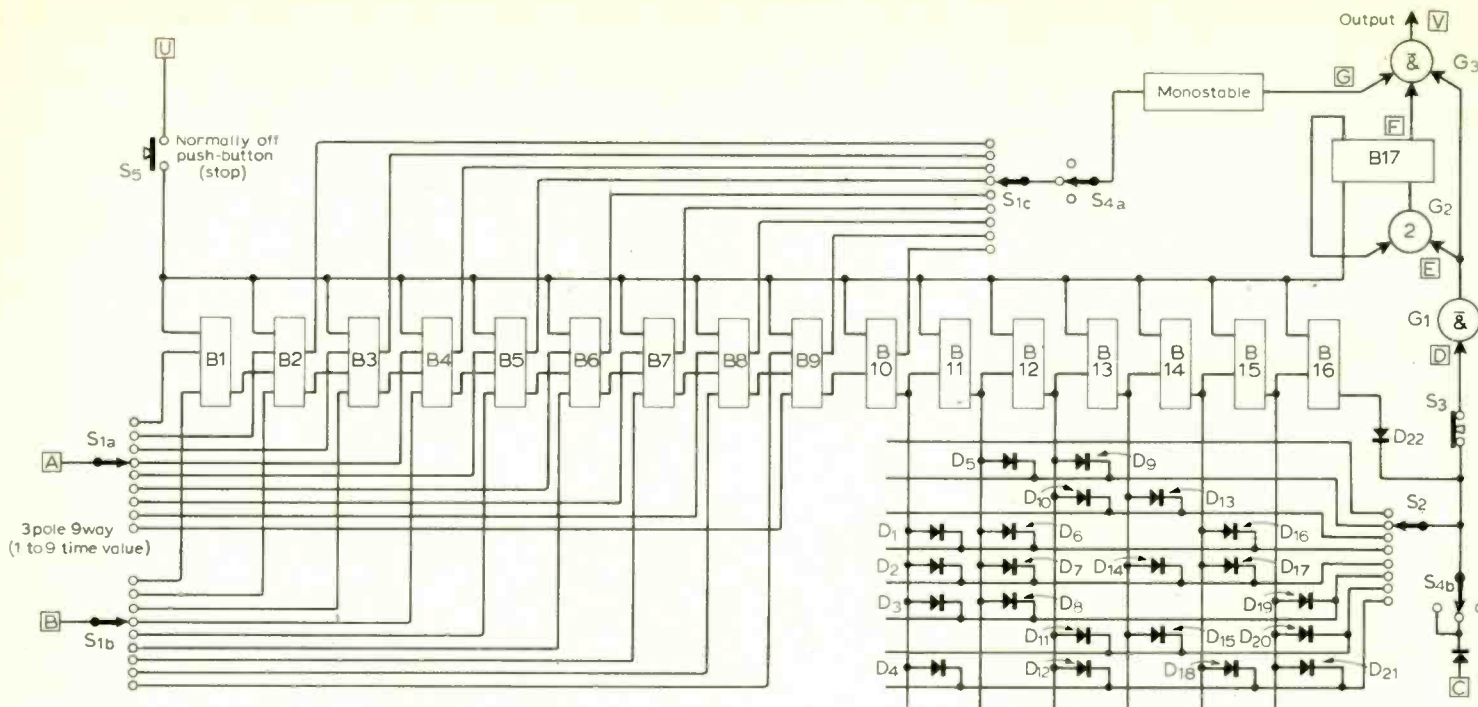 Output V
& G3
U
G
Monostable
F
Normally off
push-button
(stop)
S5
B17
S1c S4a
G2
2
E
G1 &
D
B1 B2 B3 B4 B5 B6 B7 B8 B9 B 10 B 11 B 12 B 13 B 14 B 15 B 16
S3
S1a
D22
A
D5 D9
S2
D10 D13
3 pole 9way
(1 to 9 time value)
D1 D6 D16
D2 D7 D14 D17
D3 D8 D19
S4b
B
S1b
D11 D15 D20
D4 D12 D18 D21
C